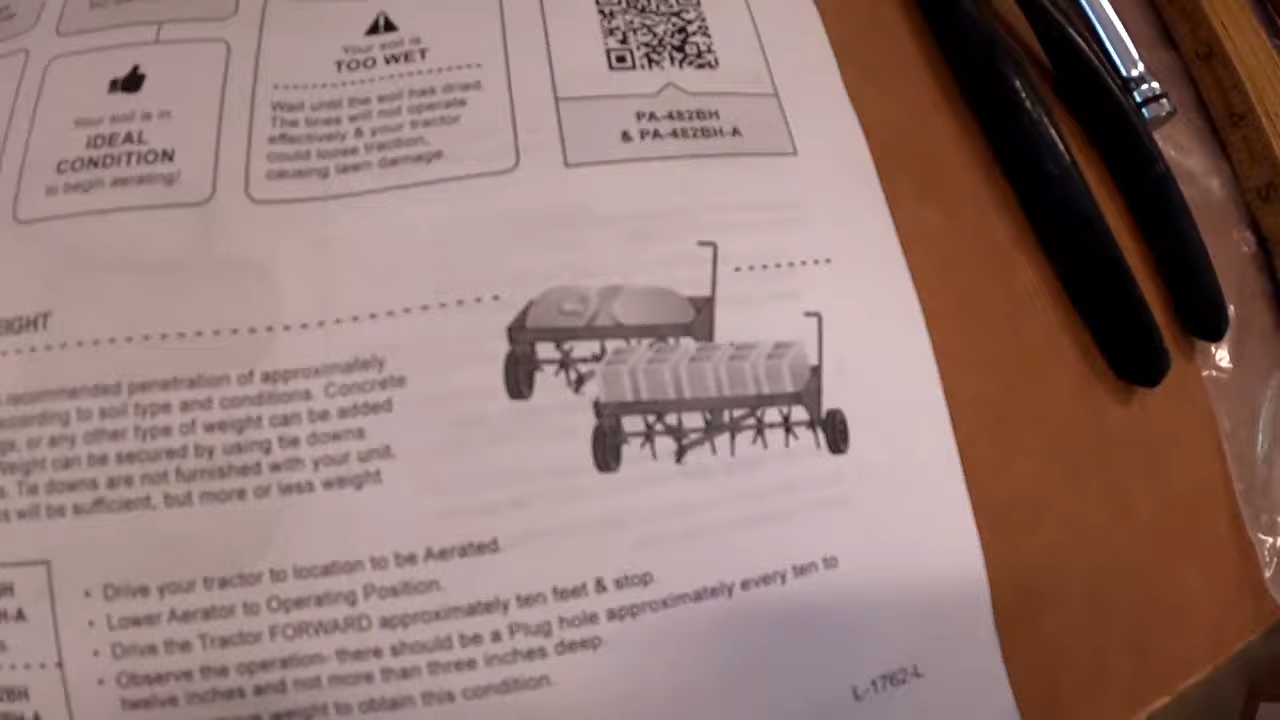 Your soil is in
IDEAL
CONDITION
to begin aerating!
Your soil is
TOO WET
Wait until the soil has dried.
The tines will not operate
effectively & your tractor
could loose traction,
causing lawn damage.
PA-482BH
& PA-482BH-A
EIGHT
recommended penetration of approximately
according to soil type and conditions. Concrete
or any other type of weight can be added
Weight can be secured by using tie downs
Tie downs are not furnished with your unit.
will be sufficient, but more or less weight
• Drive your tractor to location to be Aerated.
• Lower Aerator to Operating Position.
• Drive the Tractor FORWARD approximately ten feet & stop.
• Observe the operation- there should be a Plug hole approximately every ten to
twelve inches and not more than three inches deep.
weight to obtain this condition.
L-1762-L